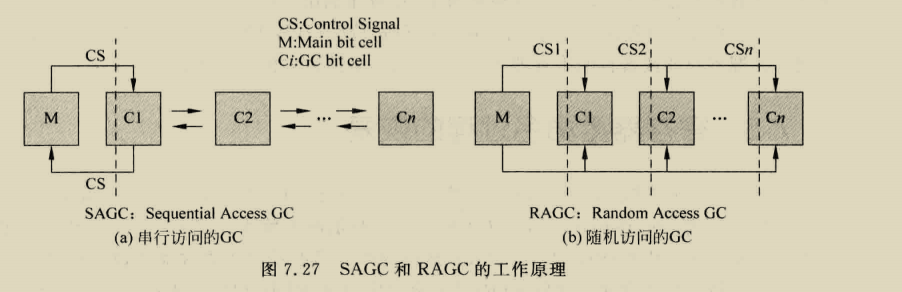 CS:Control Signal
M:Main bit cell
Ci:GC bit cell
CS
M
C1
C2
...
Cn
CS
SAGC：Sequential Access GC
(a) 串行访问的GC
CS1
CS2
CSn
M
C1
C2
...
Cn
RAGC：Random Access GC
(b) 随机访问的GC
图 7.27 SAGC 和 RAGC 的工作原理